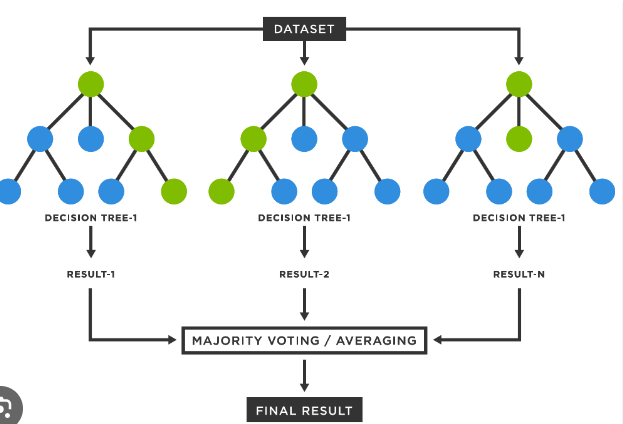 DATASET
DECISION TREE-1
DECISION TREE-1
DECISION TREE-1
RESULT-1
RESULT-2
RESULT-N
MAJORITY VOTING / AVERAGING
FINAL RESULT